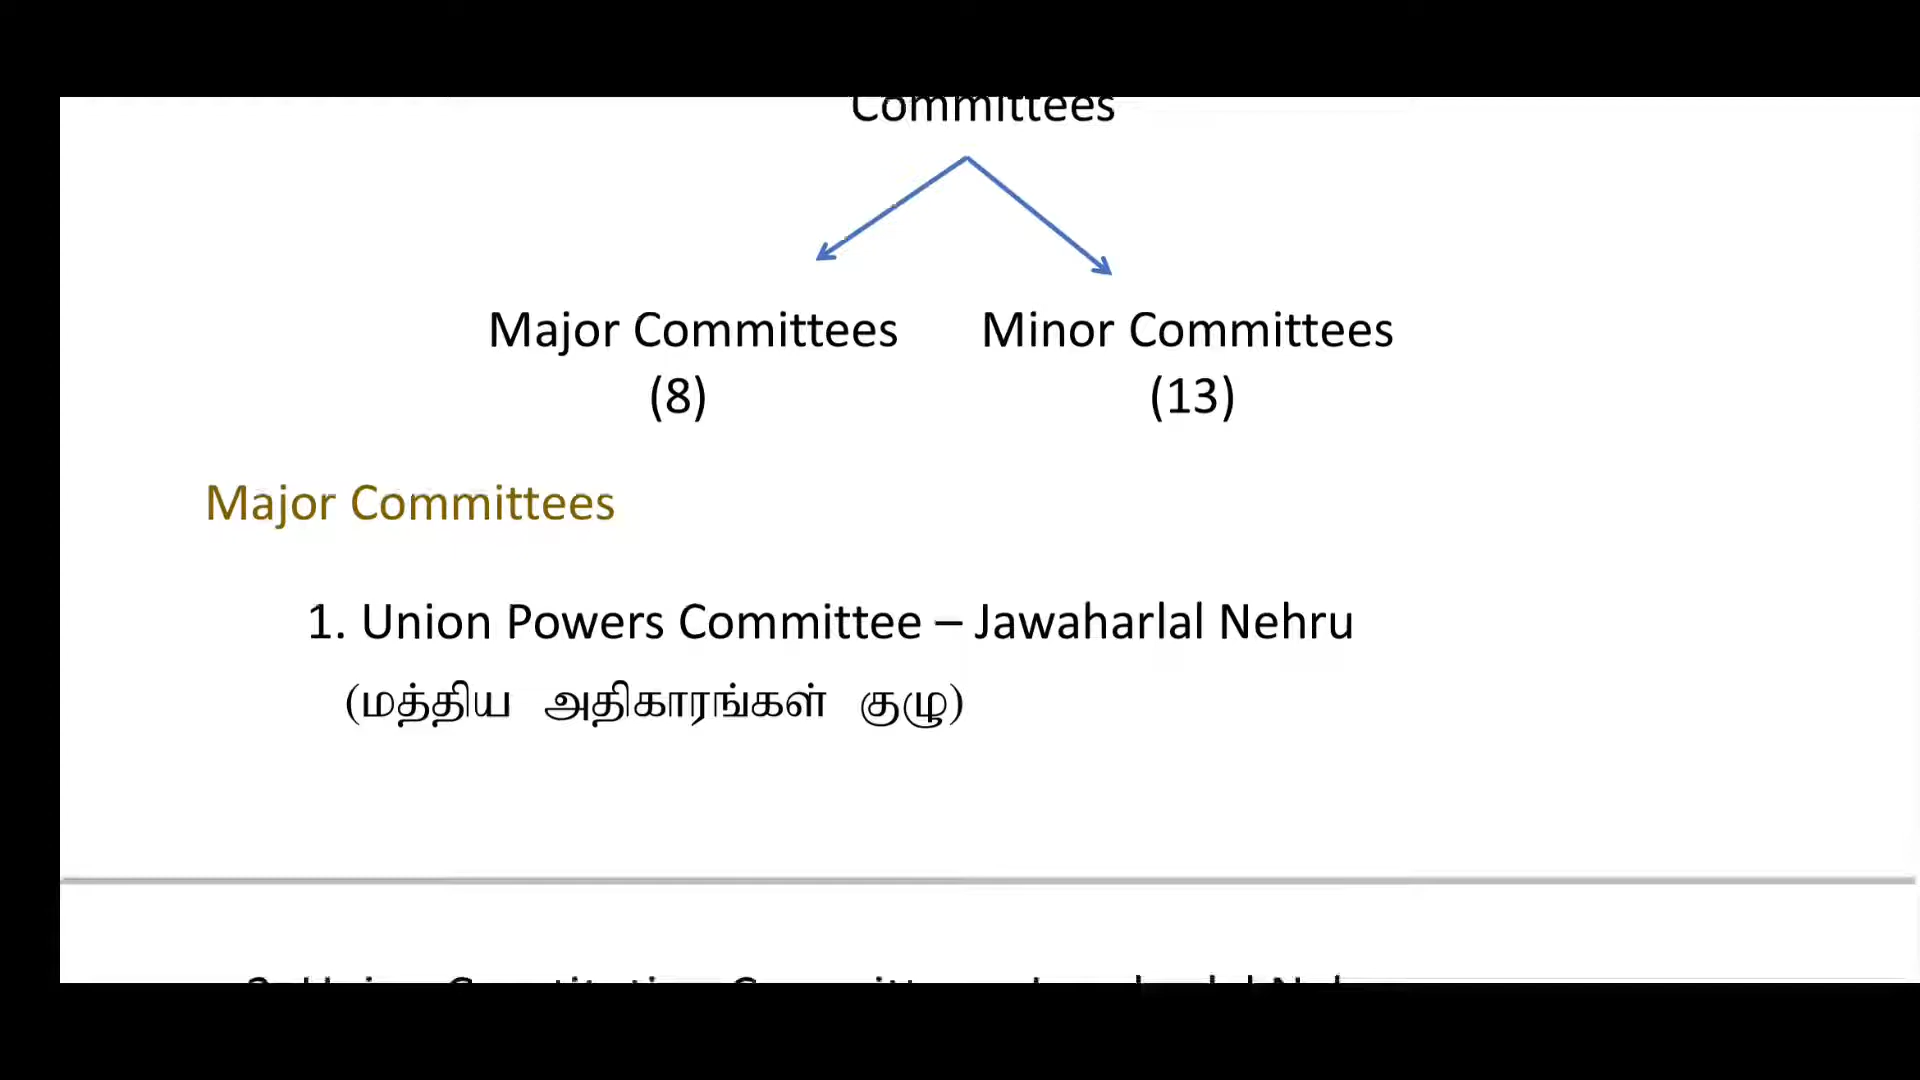 Committees
Major Committees Minor Committees
(8) (13)
Major Committees
1. Union Powers Committee – Jawaharlal Nehru
(மத்திய அதிகாரங்கள் குழு)